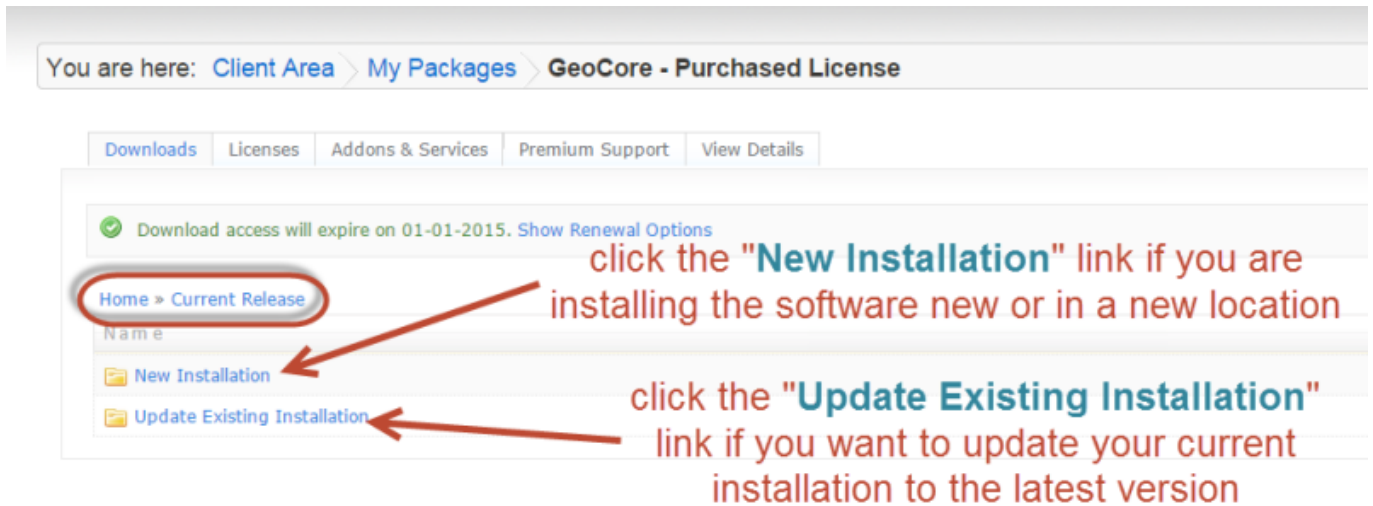 You are here: Client Area My Packages GeoCore - Purchased License
Downloads Licenses Addons & Services Premium Support View Details
Download access will expire on 01-01-2015. Show Renewal Options
click the "New Installation" link if you are
installing the software new or in a new location
Home » Current Release
Name
New Installation
click the "Update Existing Installation"
Update Existing Installation
link if you want to update your current
installation to the latest version